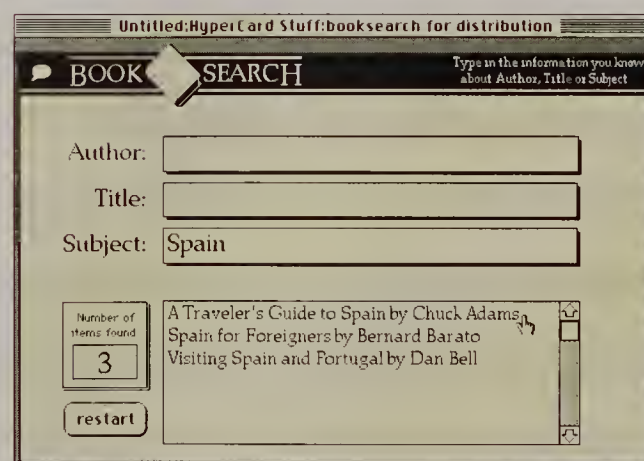 Untitled:HyperCard Stuff:booksearch for distribution
BOOK SEARCH
Type in the information you know
about Author, Title or Subject
Author:
Title:
Subject: Spain
Number of
items found
3
restart
A Traveler's Guide to Spain by Chuck Adams
Spain for Foreigners by Bernard Barato
Visiting Spain and Portugal by Dan Bell